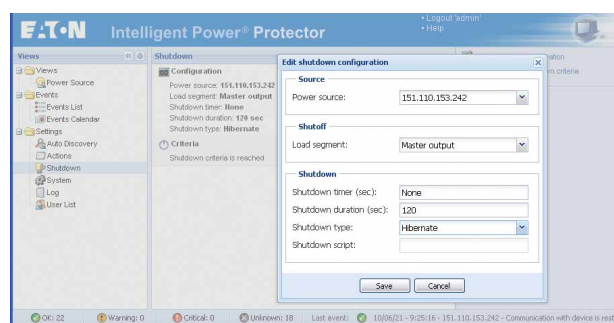 EATON Intelligent Power® Protector
• Logout 'admin'
• Help
Views
Views
Power Source
Events
Events List
Events Calendar
Settings
Auto Discovery
Actions
Shutdown
System
Log
User List
Shutdown
Configuration
Power source: 151.110.153.242
Load segment: Master output
Shutdown timer: None
Shutdown duration: 120 sec
Shutdown type: Hibernate
Criteria
Shutdown criteria is reached
Edit shutdown configuration
Source
Power source: 151.110.153.242
Shutoff
Load segment: Master output
Shutdown
Shutdown timer (sec): None
Shutdown duration (sec): 120
Shutdown type: Hibernate
Shutdown script:
Save Cancel
criteria
OK: 22 Warning: 0 Critical: 0 Unknown: 18 Last event: 10/06/21 - 9:25:16 - 151.110.153.242 - Communication with device is rest